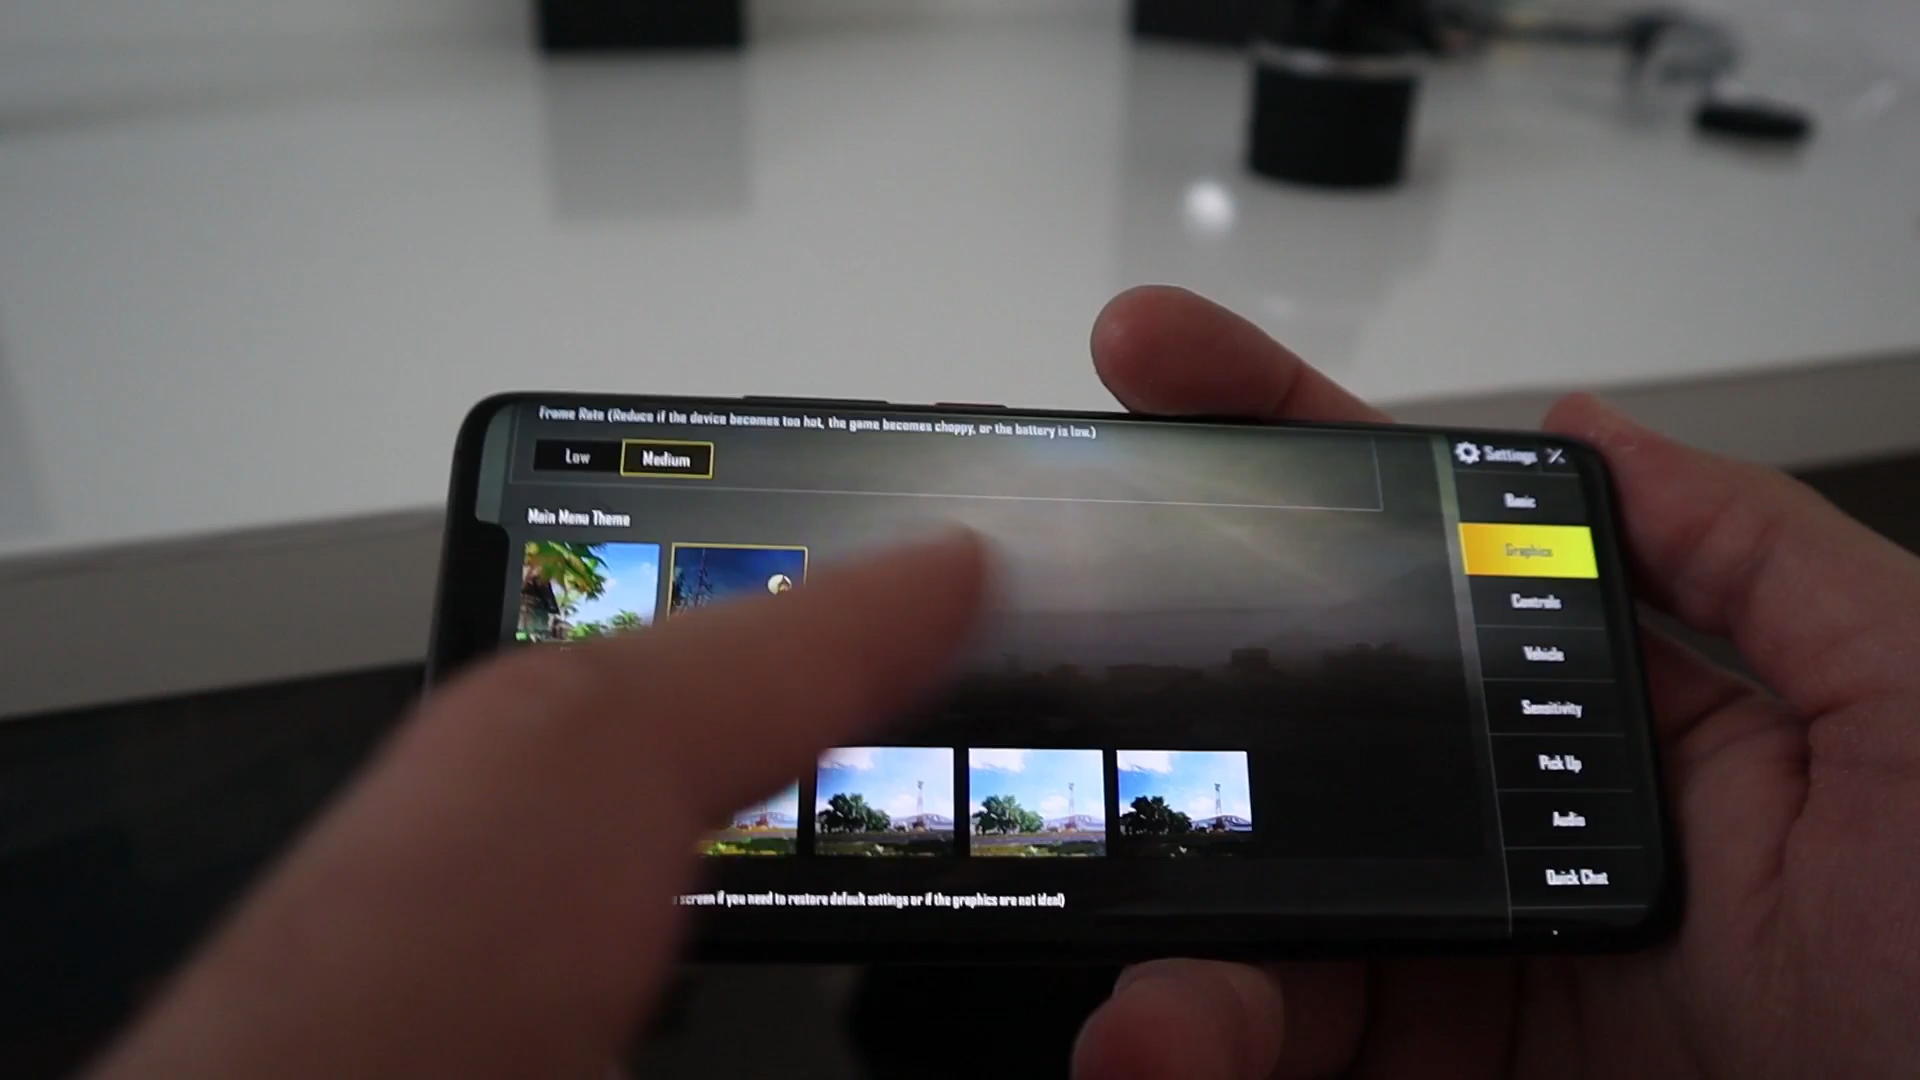 Frame Rate (Reduce if the device becomes too hot, the game becomes choppy, or the battery is low.)
Low
Medium
Main Menu Theme
screen if you need to restore default settings or if the graphics are not ideal)
Settings
Basic
Graphics
Controls
Vehicle
Sensitivity
Pick Up
Audio
Quick Chat